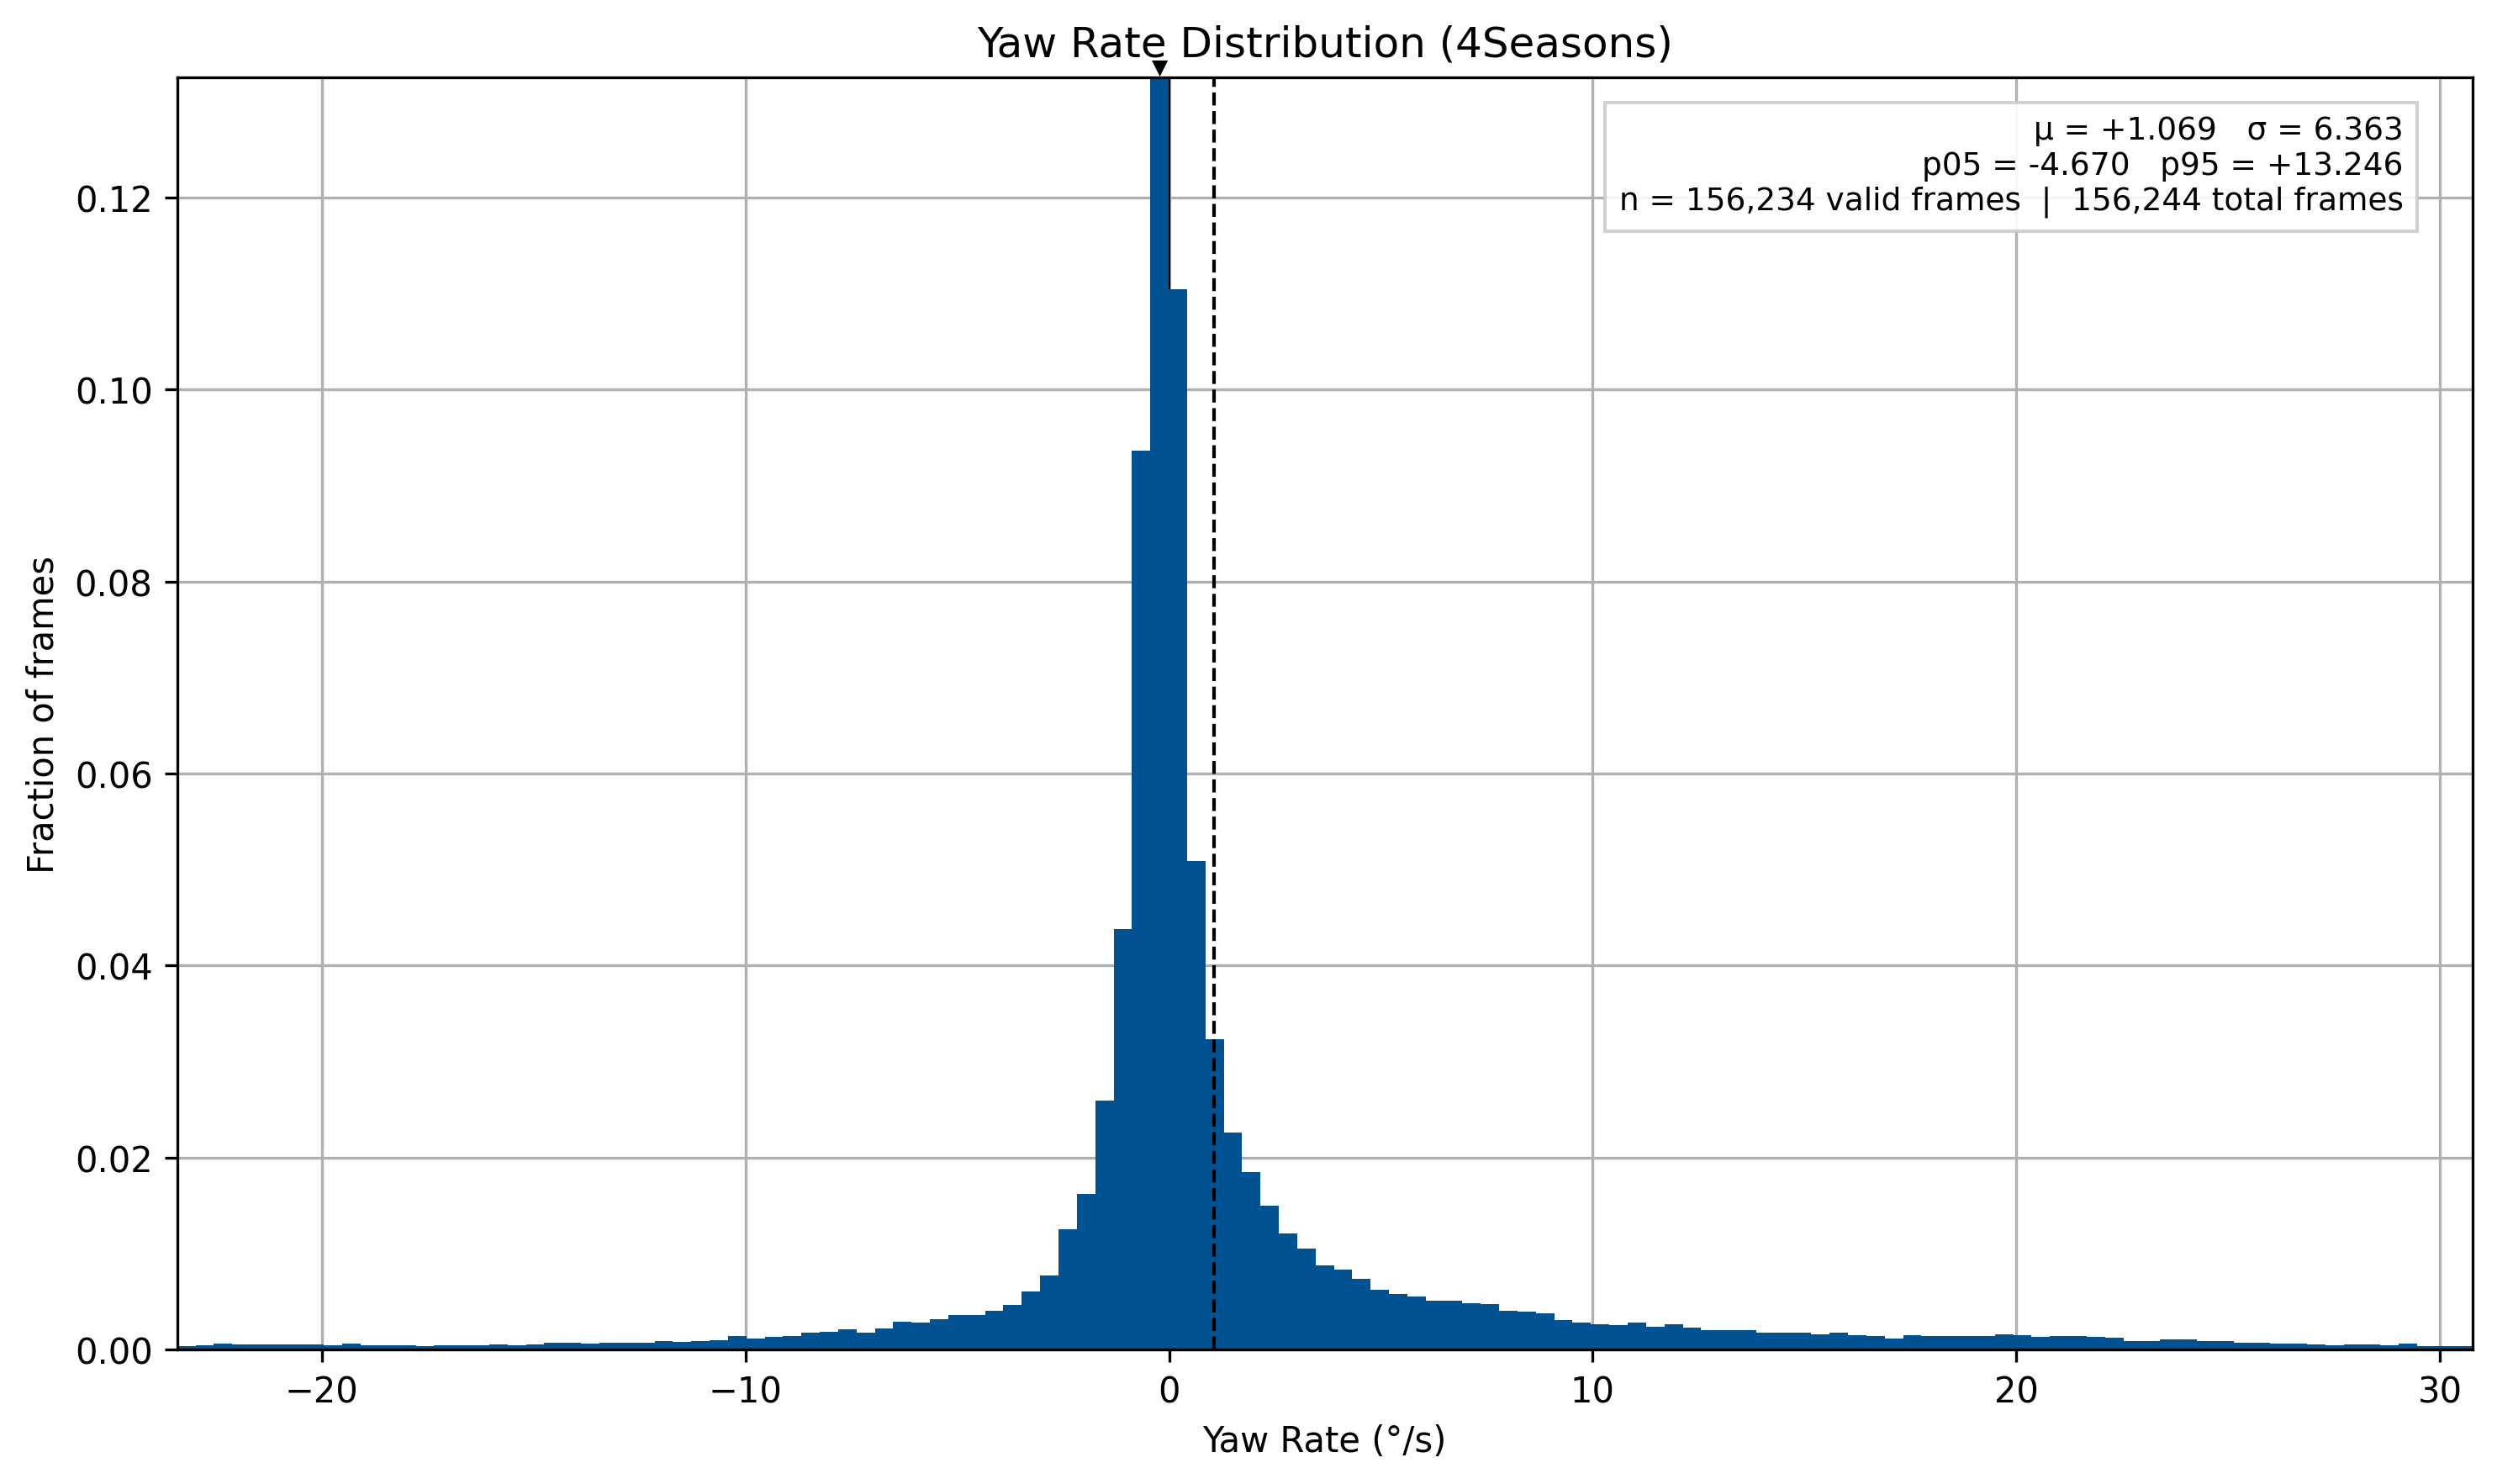 Yaw Rate Distribution (4Seasons)
μ = +1.069   σ = 6.363
p05 = -4.670   p95 = +13.246
n = 156,234 valid frames  |  156,244 total frames
Fraction of frames
0.12
0.10
0.08
0.06
0.04
0.02
0.00
−20
−10
0
10
20
30
Yaw Rate (°/s)